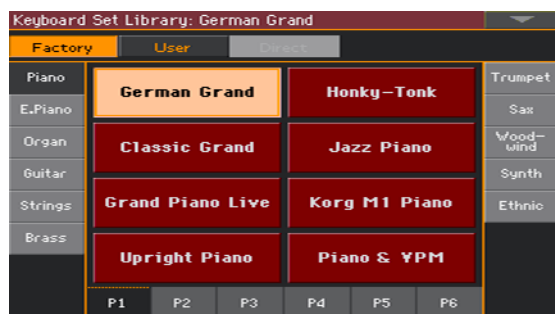 Keyboard Set Library: German Grand
Factory User Direct
Piano
E.Piano
Organ
Guitar
Strings
Brass
German Grand Honky-Tonk
Classic Grand Jazz Piano
Grand Piano Live Korg M1 Piano
Upright Piano Piano & ¥PM
Trumpet
Sax
Wood-
wind
Synth
Ethnic
P1 P2 P3 P4 P5 P6